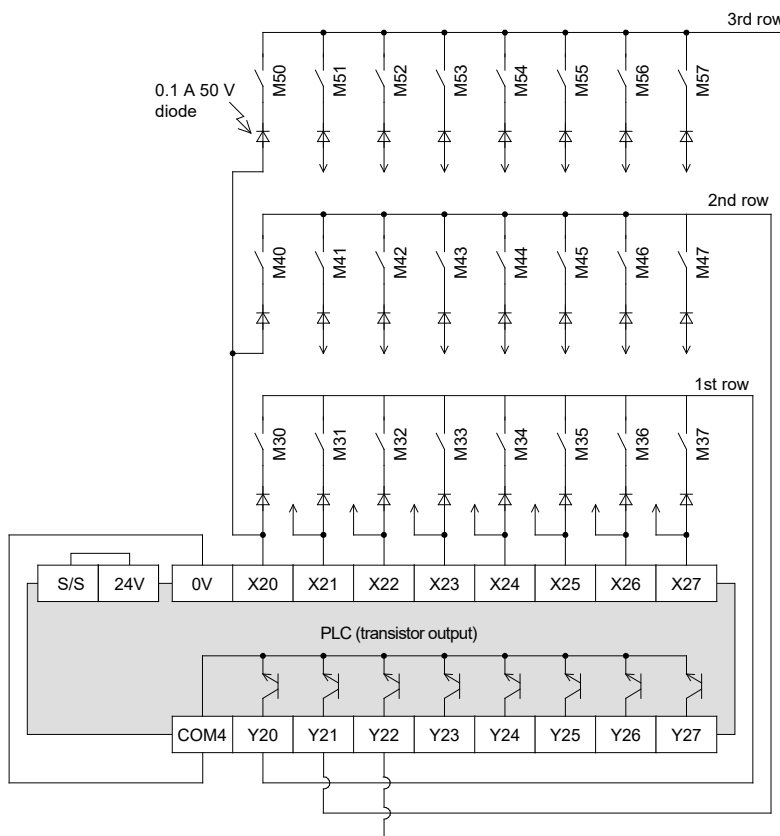 3rd row
M50 M51 M52 M53 M54 M55 M56 M57
0.1 A 50 V
diode
2nd row
M40 M41 M42 M43 M44 M45 M46 M47
1st row
M30 M31 M32 M33 M34 M35 M36 M37
S/S 24V 0V X20 X21 X22 X23 X24 X25 X26 X27
PLC (transistor output)
COM4 Y20 Y21 Y22 Y23 Y24 Y25 Y26 Y27